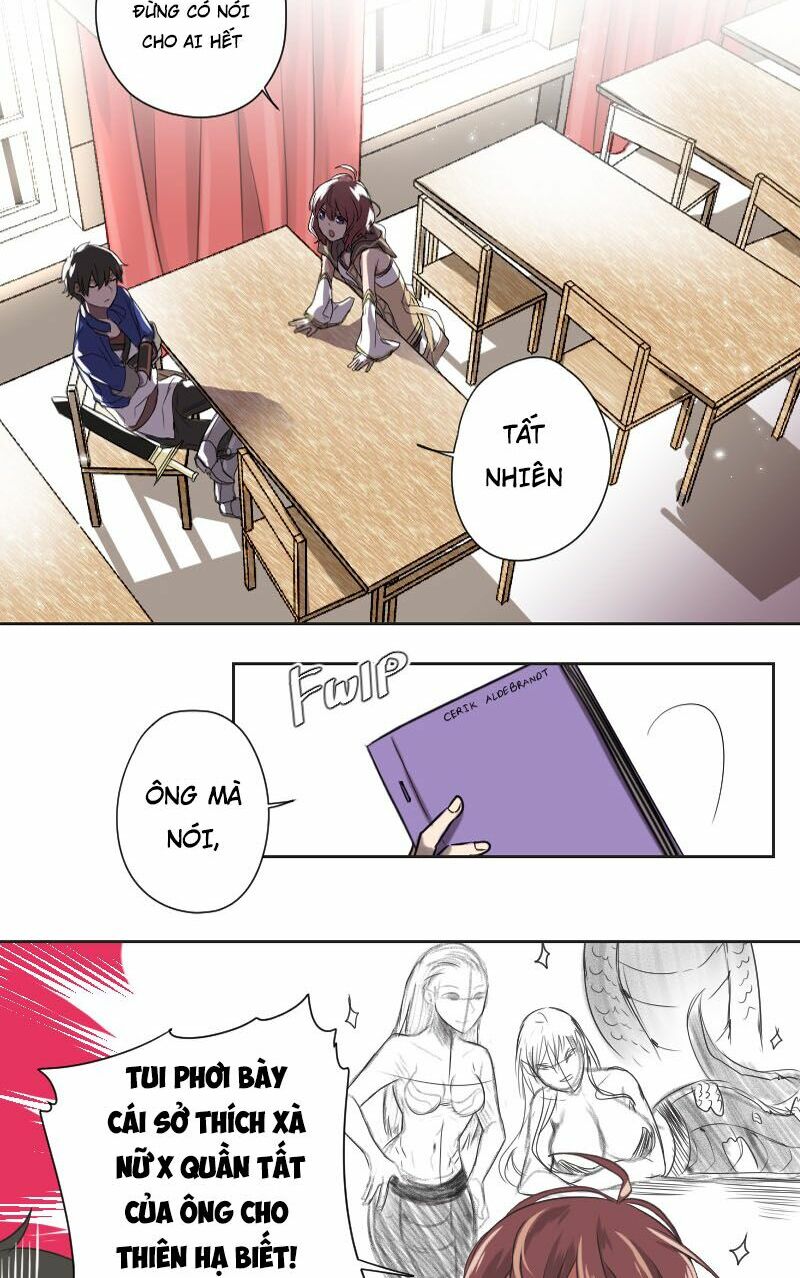 ĐỪNG CÓ NÓI
CHO AI HẾT
TẤT
NHIÊN
FWIP
CERIK ALDEBRANDT
ÔNG MÀ
NÓI,
TUI PHƠI BÀY
CÁI SỞ THÍCH XÀ
NỮ X QUẦN TẤT
CỦA ÔNG CHO
THIÊN HẠ BIẾT!